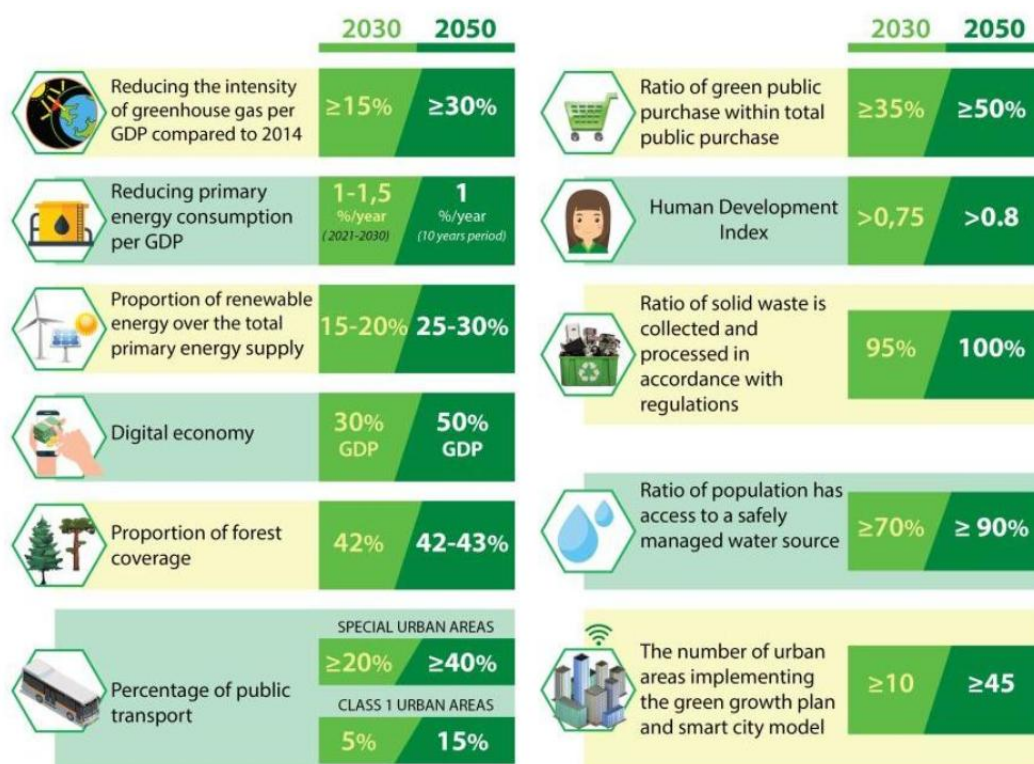 2030 2050
Reducing the intensity
of greenhouse gas per
GDP compared to 2014
≥15% ≥30%
Reducing primary
energy consumption
per GDP
1-1,5 1
%/year %/year
(2021-2030) (10 years period)
Proportion of renewable
energy over the total
primary energy supply
15-20% 25-30%
Digital economy
30% 50%
GDP GDP
Proportion of forest
coverage
42% 42-43%
Percentage of public
transport
SPECIAL URBAN AREAS
≥20% ≥40%
CLASS 1 URBAN AREAS
5% 15%
2030 2050
Ratio of green public
purchase within total
public purchase
≥35% ≥50%
Human Development
Index
>0,75 >0.8
Ratio of solid waste is
collected and
processed in
accordance with
regulations
95% 100%
Ratio of population has
access to a safely
managed water source
≥70% ≥ 90%
The number of urban
areas implementing
the green growth plan
and smart city model
≥10 ≥45